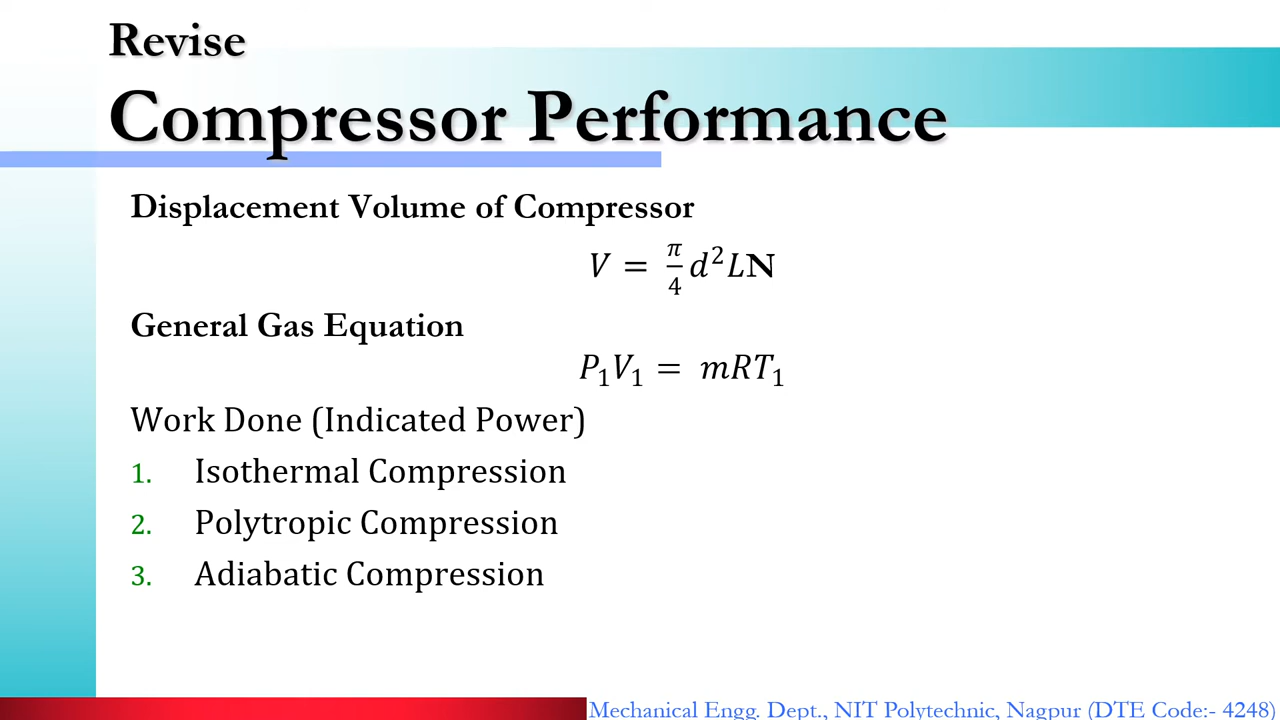 Revise
Compressor Performance
Displacement Volume of Compressor
V = π/4 d²LN
General Gas Equation
P₁V₁ = mRT₁
Work Done (Indicated Power)
1. Isothermal Compression
2. Polytropic Compression
3. Adiabatic Compression
Mechanical Engg. Dept., NIT Polytechnic, Nagpur (DTE Code:- 4248)